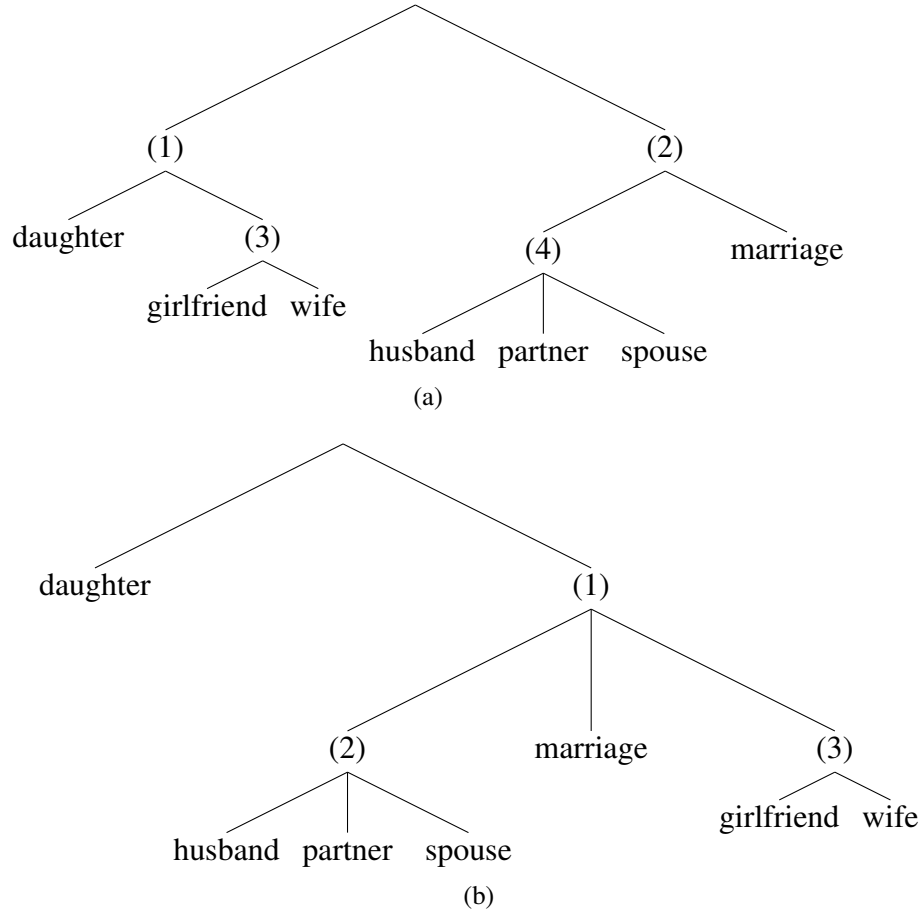 (1) (2)
daughter (3) (4) marriage
girlfriend wife
husband partner spouse
(a)
daughter (1)
(2) marriage (3)
girlfriend wife
husband partner spouse
(b)